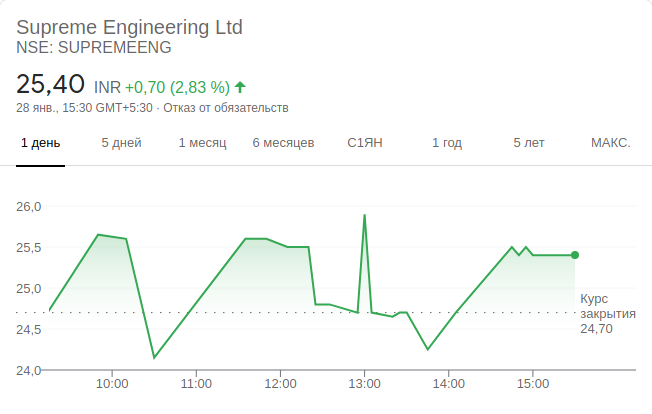 Supreme Engineering Ltd
NSE: SUPREMEENG
25,40 INR +0,70 (2,83 %)
28 янв., 15:30 GMT+5:30 · Отказ от обязательств
1 день 5 дней 1 месяц 6 месяцев С1ЯН 1 год 5 лет МАКС.
26,0
25,5
25,0
24,5
24,0
Курс
закрытия
24,70
10:00 11:00 12:00 13:00 14:00 15:00